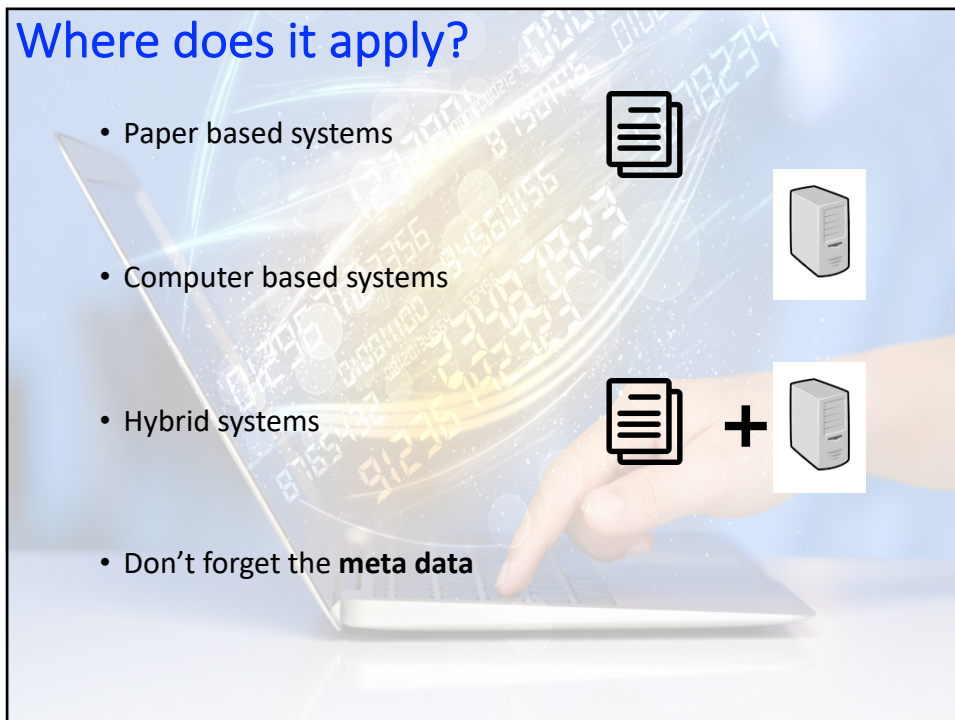 Where does it apply?
• Paper based systems
• Computer based systems
• Hybrid systems
+
• Don’t forget the meta data